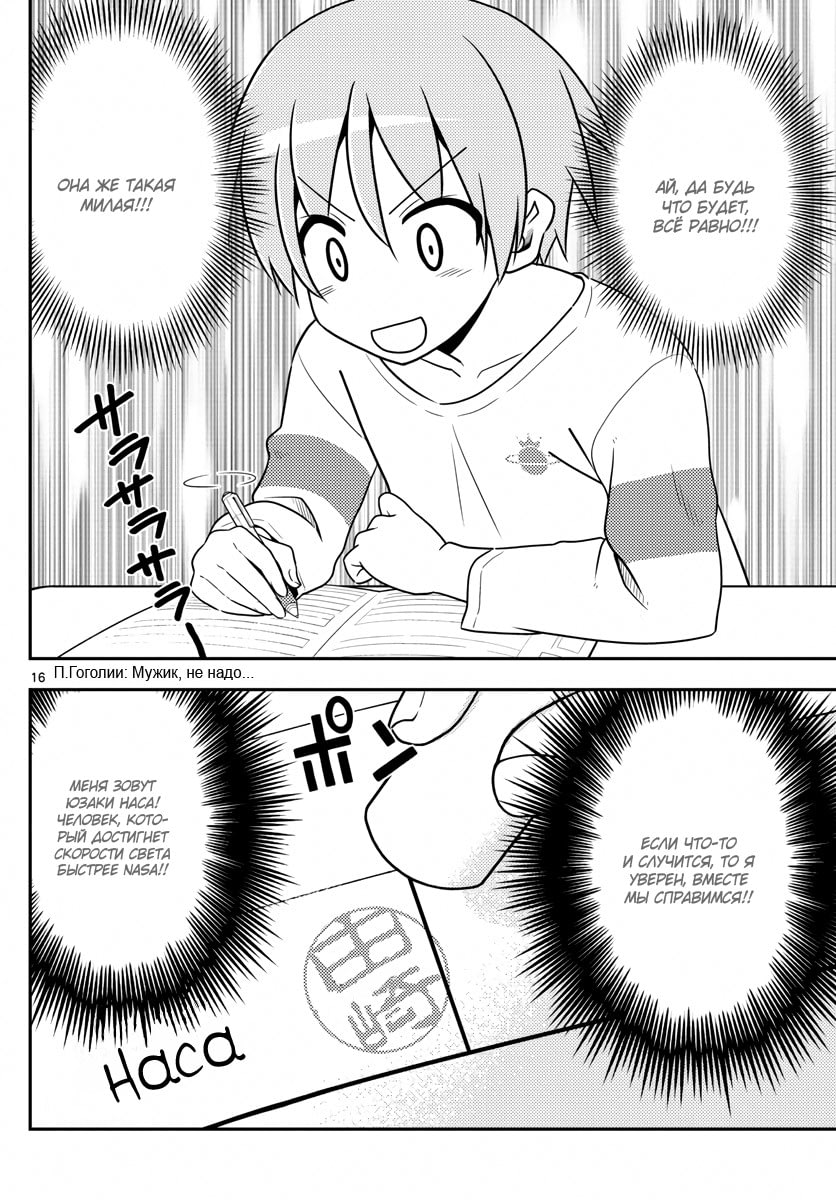 АЙ, ДА БУДЬ
ЧТО БУДЕТ,
ВСЁ РАВНО!!!
ОНА ЖЕ ТАКАЯ
МИЛАЯ!!!
サラサラサラ
16
П.Гоголии: Мужик, не надо...
ЕСЛИ ЧТО-ТО
И СЛУЧИТСЯ, ТО Я
УВЕРЕН, ВМЕСТЕ
МЫ СПРАВИМСЯ!!
ポン
МЕНЯ ЗОВУТ
ЮЗАКИ НАСА!
ЧЕЛОВЕК, КОТО-
РЫЙ ДОСТИГНЕТ
СКОРОСТИ СВЕТА
БЫСТРЕЕ NASA!!
由崎
Наса